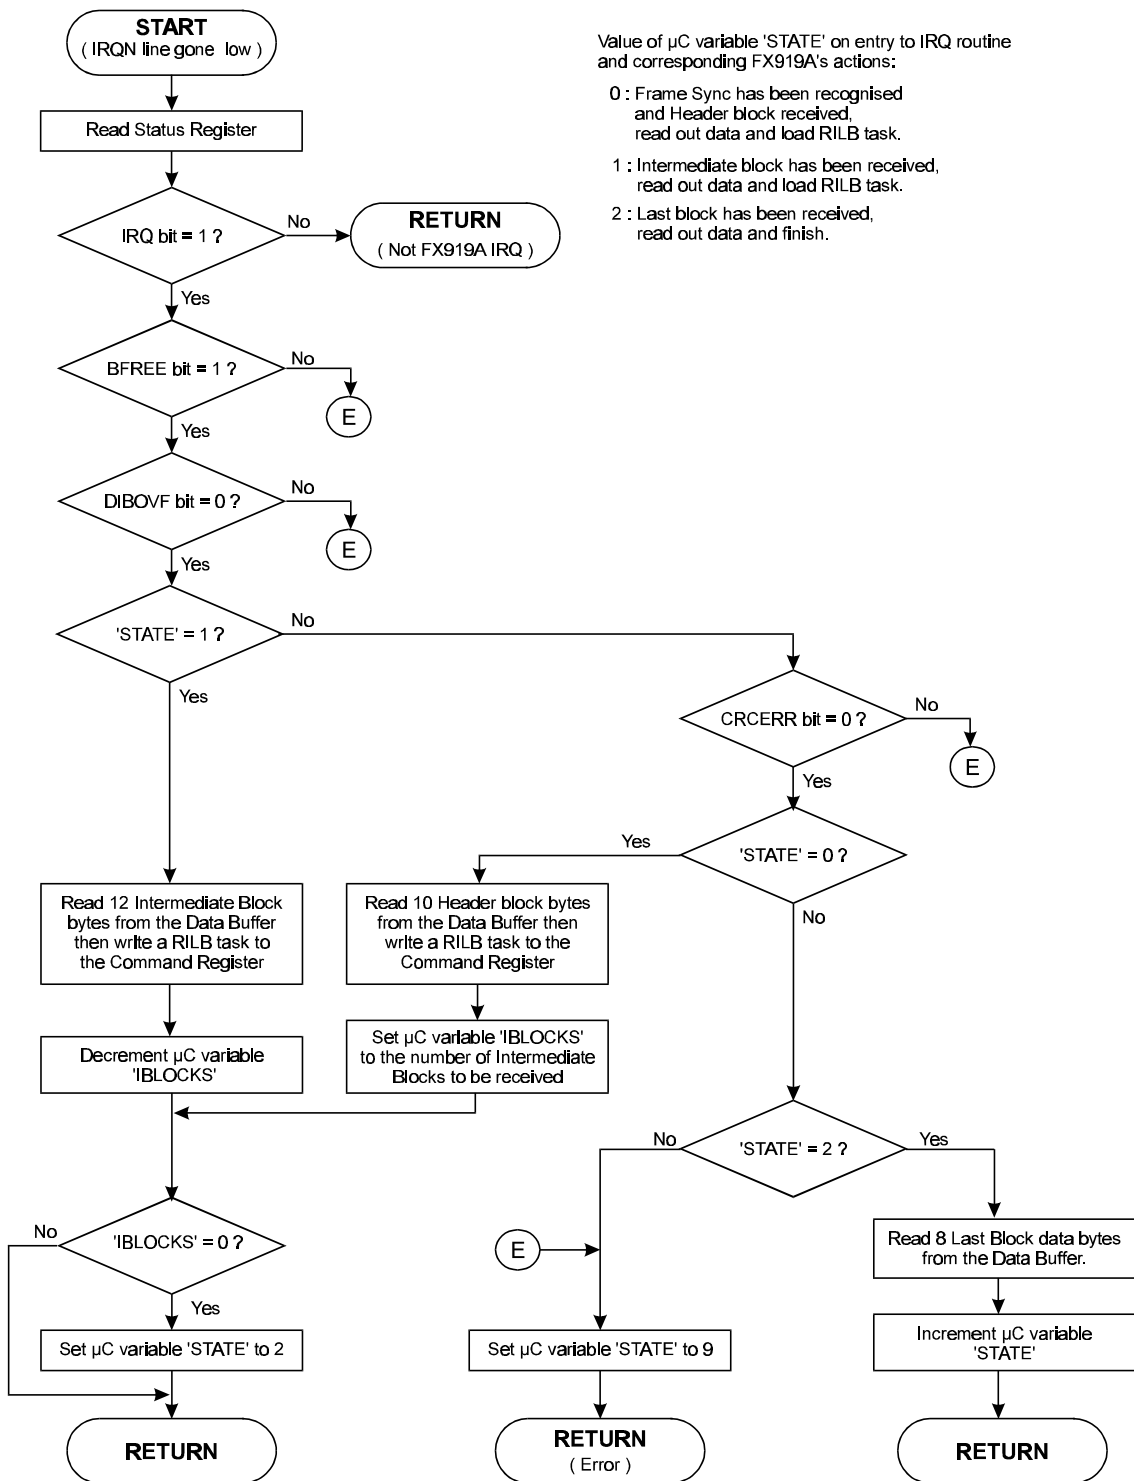 START
( IRQN line gone low )
Value of µC variable 'STATE' on entry to IRQ routine
and corresponding FX919A's actions:
0 : Frame Sync has been recognised
and Header block received,
read out data and load RILB task.
1 : Intermediate block has been received,
read out data and load RILB task.
2 : Last block has been received,
read out data and finish.
Read Status Register
IRQ bit = 1 ?
No
RETURN
( Not FX919A IRQ )
Yes
BFREE bit = 1 ?
No
E
Yes
DIBOVF bit = 0 ?
No
E
Yes
'STATE' = 1 ?
No
Yes
CRCERR bit = 0 ?
No
E
Yes
'STATE' = 0 ?
Yes
No
Read 12 Intermediate Block
bytes from the Data Buffer
then write a RILB task to
the Command Register
Read 10 Header block bytes
from the Data Buffer then
write a RILB task to the
Command Register
Decrement µC variable
'IBLOCKS'
Set µC variable 'IBLOCKS'
to the number of Intermediate
Blocks to be received
'STATE' = 2 ?
No
Yes
'IBLOCKS' = 0 ?
No
Yes
E
Read 8 Last Block data bytes
from the Data Buffer.
Set µC variable 'STATE' to 2
Set µC variable 'STATE' to 9
Increment µC variable
'STATE'
RETURN
RETURN
( Error )
RETURN